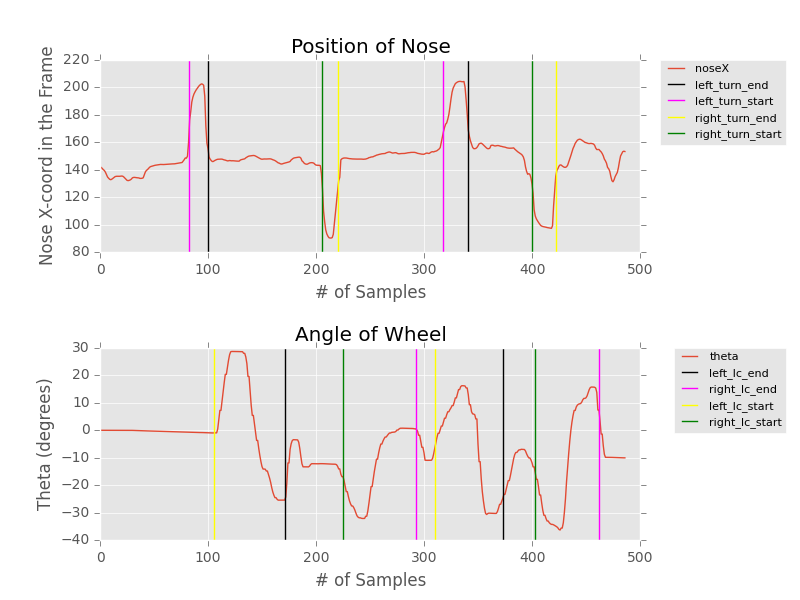 Position of Nose
Nose X-coord in the Frame
220
200
180
160
140
120
100
80
0 100 200 300 400 500
# of Samples
noseX
left_turn_end
left_turn_start
right_turn_end
right_turn_start
Angle of Wheel
Theta (degrees)
30
20
10
0
−10
−20
−30
−40
0 100 200 300 400 500
# of Samples
theta
left_lc_end
right_lc_end
left_lc_start
right_lc_start